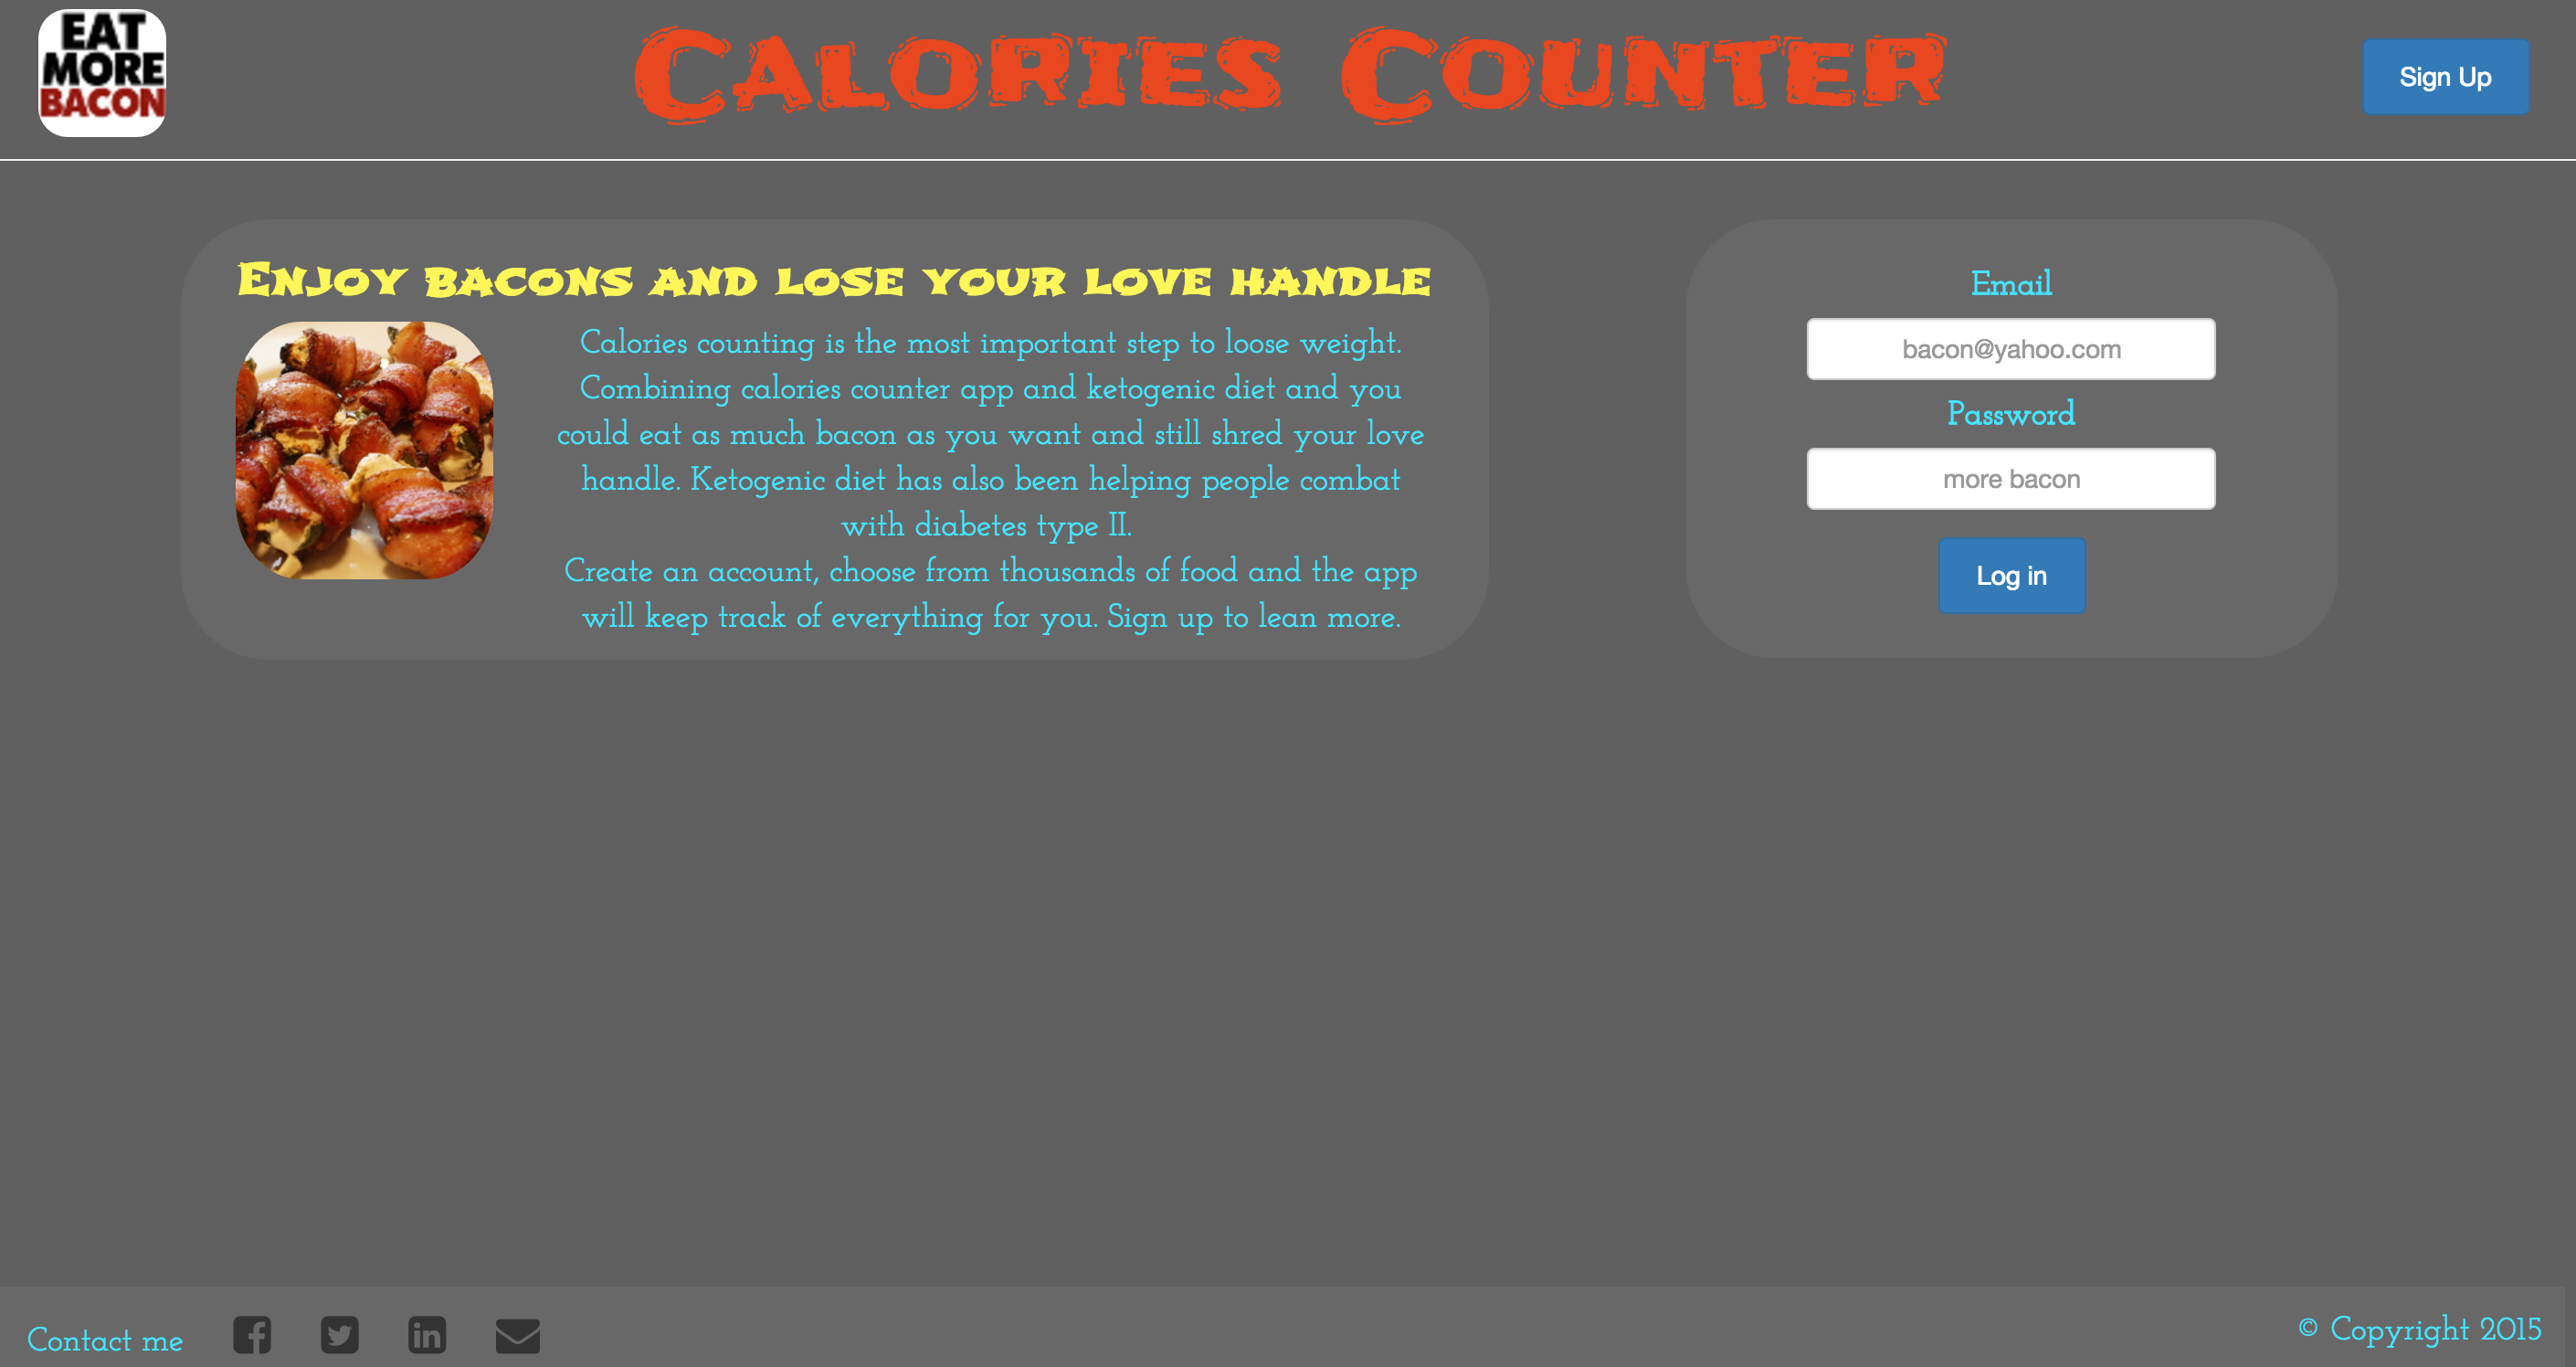 EAT
MORE
BACON
Calories Counter
Sign Up
Enjoy bacons and lose your love handle
Calories counting is the most important step to loose weight.
Combining calories counter app and ketogenic diet and you
could eat as much bacon as you want and still shred your love
handle. Ketogenic diet has also been helping people combat
with diabetes type II.
Create an account, choose from thousands of food and the app
will keep track of everything for you. Sign up to lean more.
Email
bacon@yahoo.com
Password
more bacon
Log in
Contact me
© Copyright 2015